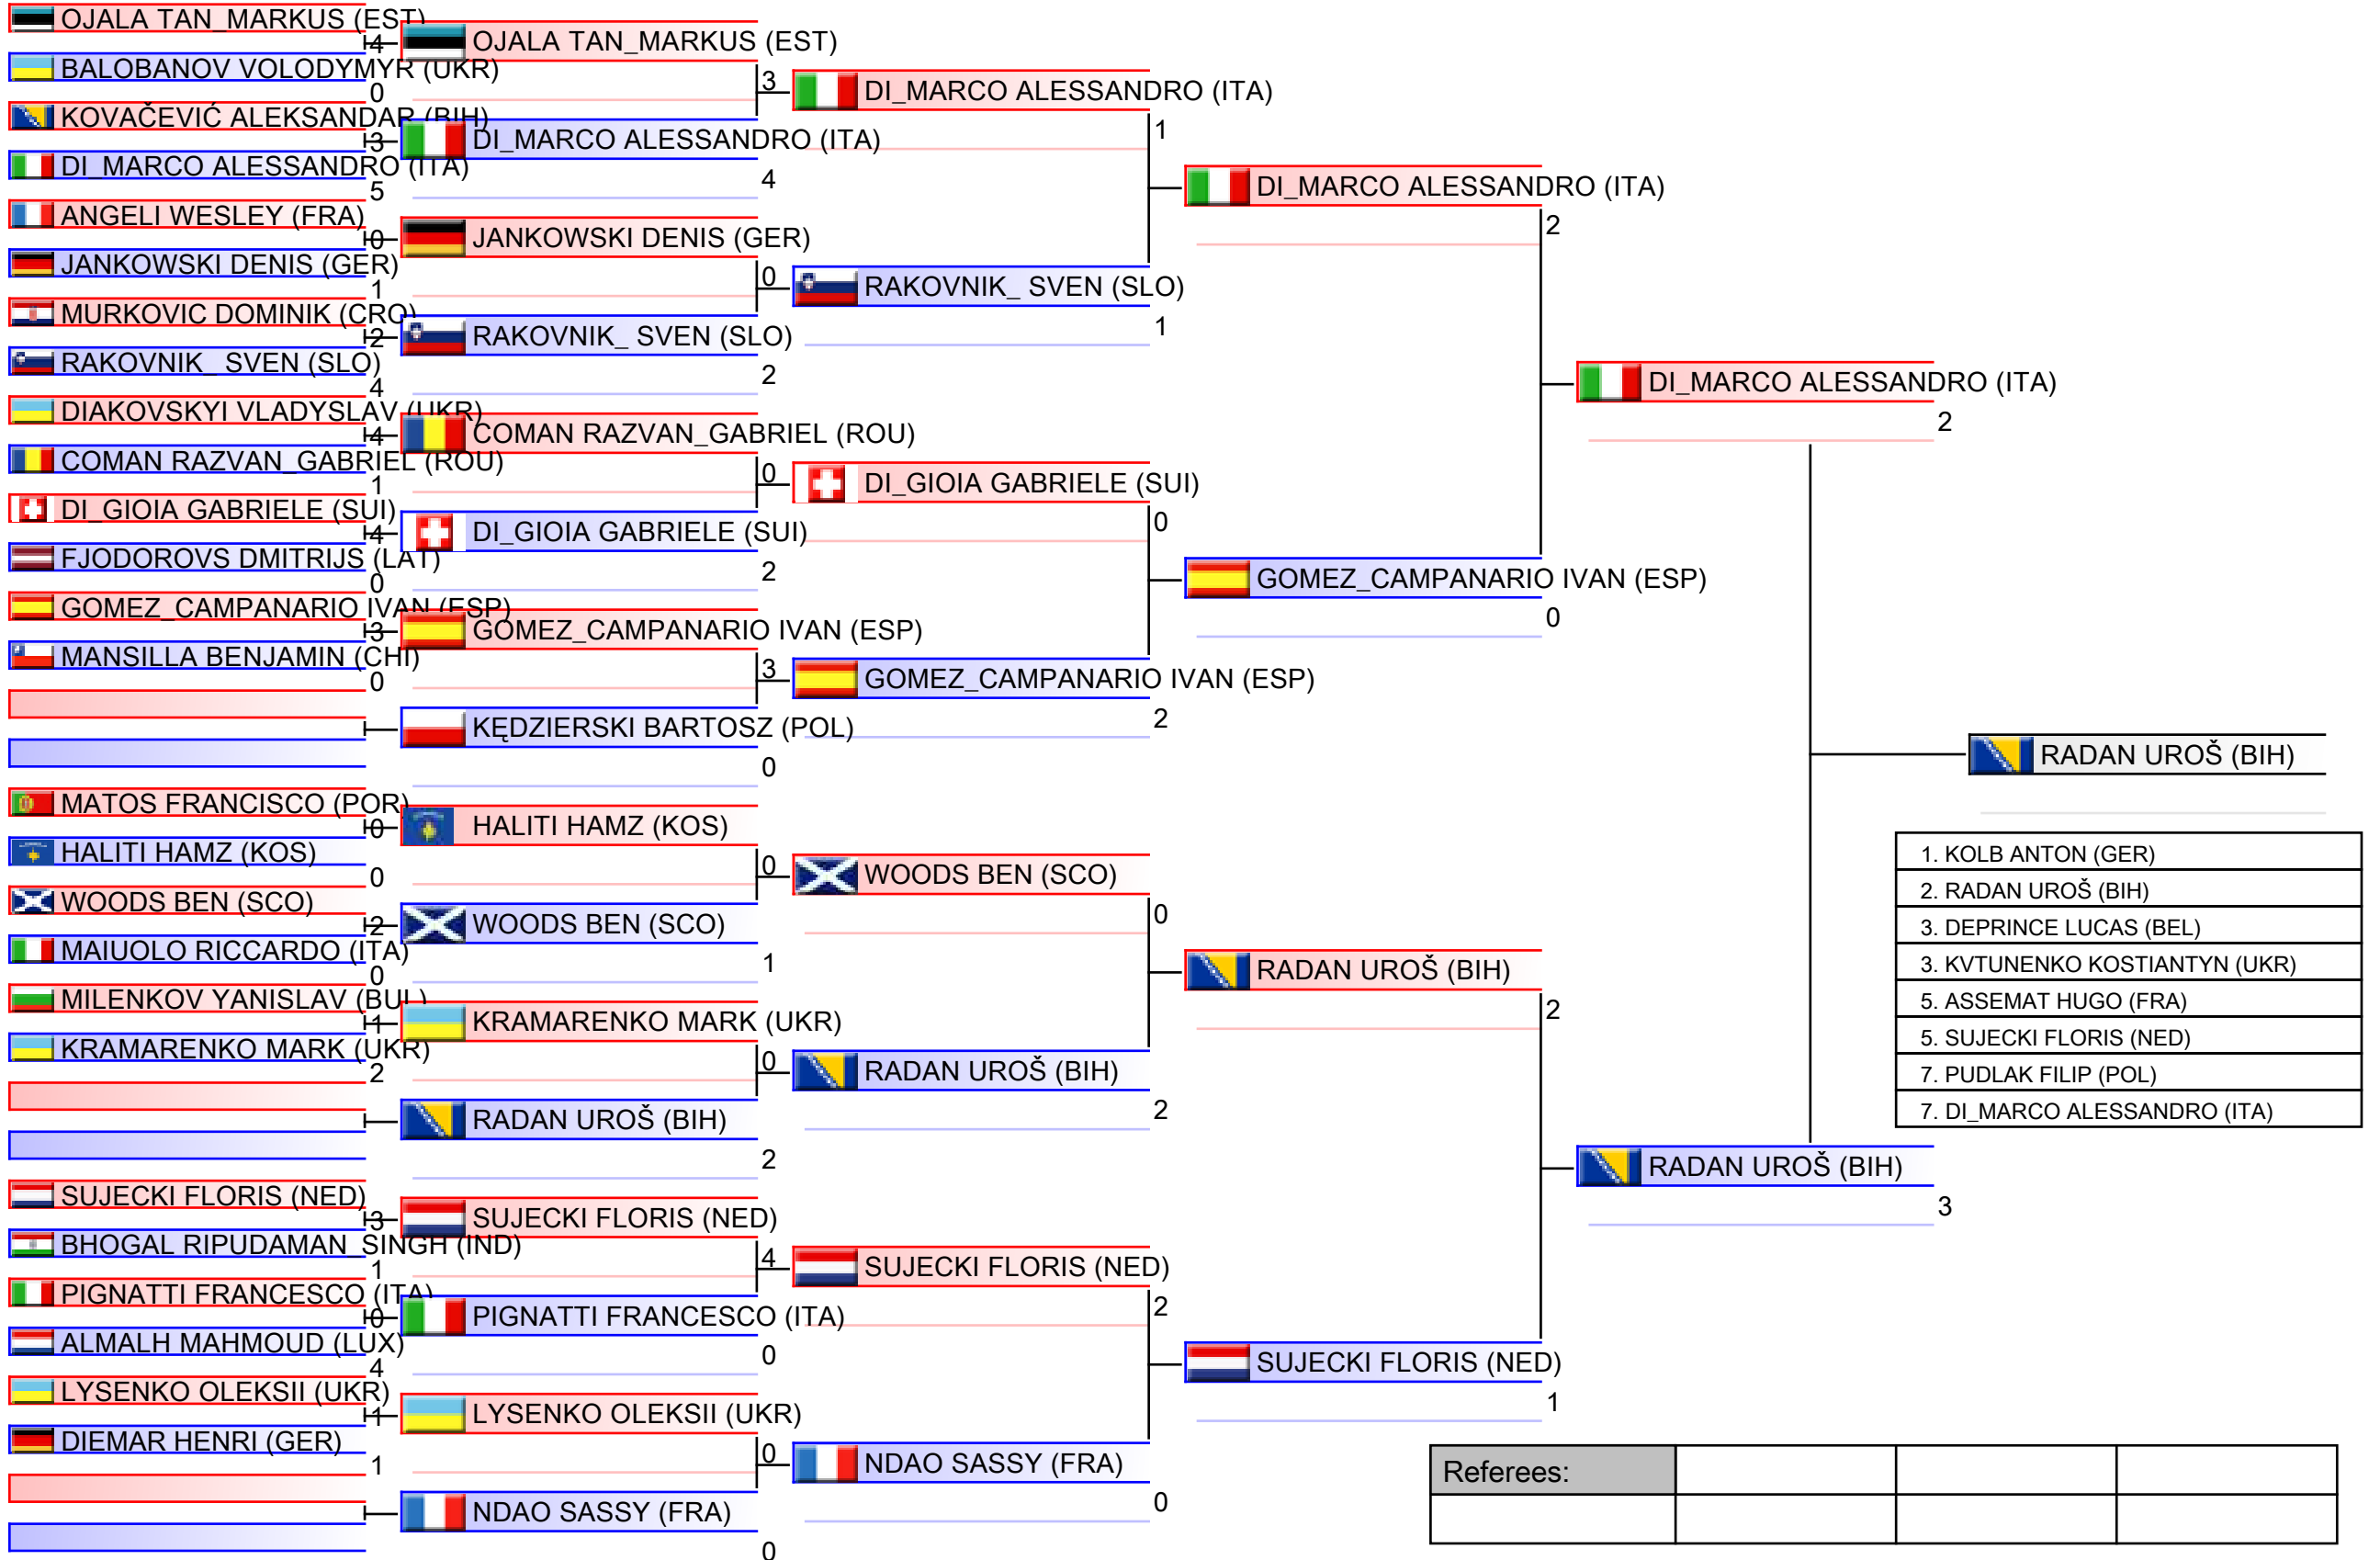 OJALA TAN_MARKUS (EST)
4
BALOBANOV VOLODYMYR (UKR)
0
KOVAČEVIĆ ALEKSANDAR (BIH)
3
DI_MARCO ALESSANDRO (ITA)
5
ANGELI WESLEY (FRA)
0
JANKOWSKI DENIS (GER)
1
MURKOVIC DOMINIK (CRO)
2
RAKOVNIK_ SVEN (SLO)
4
DIAKOVSKYI VLADYSLAV (UKR)
4
COMAN RAZVAN_GABRIEL (ROU)
1
DI_GIOIA GABRIELE (SUI)
4
FJODOROVS DMITRIJS (LAT)
0
GOMEZ_CAMPANARIO IVAN (ESP)
3
MANSILLA BENJAMIN (CHI)
0
MATOS FRANCISCO (POR)
0
HALITI HAMZ (KOS)
0
WOODS BEN (SCO)
2
MAIUOLO RICCARDO (ITA)
0
MILENKOV YANISLAV (BUL)
1
KRAMARENKO MARK (UKR)
2
SUJECKI FLORIS (NED)
3
BHOGAL RIPUDAMAN_SINGH (IND)
1
PIGNATTI FRANCESCO (ITA)
0
ALMALH MAHMOUD (LUX)
4
LYSENKO OLEKSII (UKR)
1
DIEMAR HENRI (GER)
1
OJALA TAN_MARKUS (EST)
3
DI_MARCO ALESSANDRO (ITA)
4
JANKOWSKI DENIS (GER)
0
RAKOVNIK_ SVEN (SLO)
2
COMAN RAZVAN_GABRIEL (ROU)
0
DI_GIOIA GABRIELE (SUI)
2
GOMEZ_CAMPANARIO IVAN (ESP)
3
KĘDZIERSKI BARTOSZ (POL)
0
HALITI HAMZ (KOS)
0
WOODS BEN (SCO)
1
KRAMARENKO MARK (UKR)
0
RADAN UROŠ (BIH)
2
SUJECKI FLORIS (NED)
4
PIGNATTI FRANCESCO (ITA)
0
LYSENKO OLEKSII (UKR)
0
NDAO SASSY (FRA)
0
DI_MARCO ALESSANDRO (ITA)
1
RAKOVNIK_ SVEN (SLO)
1
DI_GIOIA GABRIELE (SUI)
0
GOMEZ_CAMPANARIO IVAN (ESP)
2
WOODS BEN (SCO)
0
RADAN UROŠ (BIH)
2
SUJECKI FLORIS (NED)
2
NDAO SASSY (FRA)
0
DI_MARCO ALESSANDRO (ITA)
2
GOMEZ_CAMPANARIO IVAN (ESP)
0
RADAN UROŠ (BIH)
2
SUJECKI FLORIS (NED)
1
DI_MARCO ALESSANDRO (ITA)
2
RADAN UROŠ (BIH)
3
RADAN UROŠ (BIH)
1. KOLB ANTON (GER)
2. RADAN UROŠ (BIH)
3. DEPRINCE LUCAS (BEL)
3. KVTUNENKO KOSTIANTYN (UKR)
5. ASSEMAT HUGO (FRA)
5. SUJECKI FLORIS (NED)
7. PUDLAK FILIP (POL)
7. DI_MARCO ALESSANDRO (ITA)
Referees: